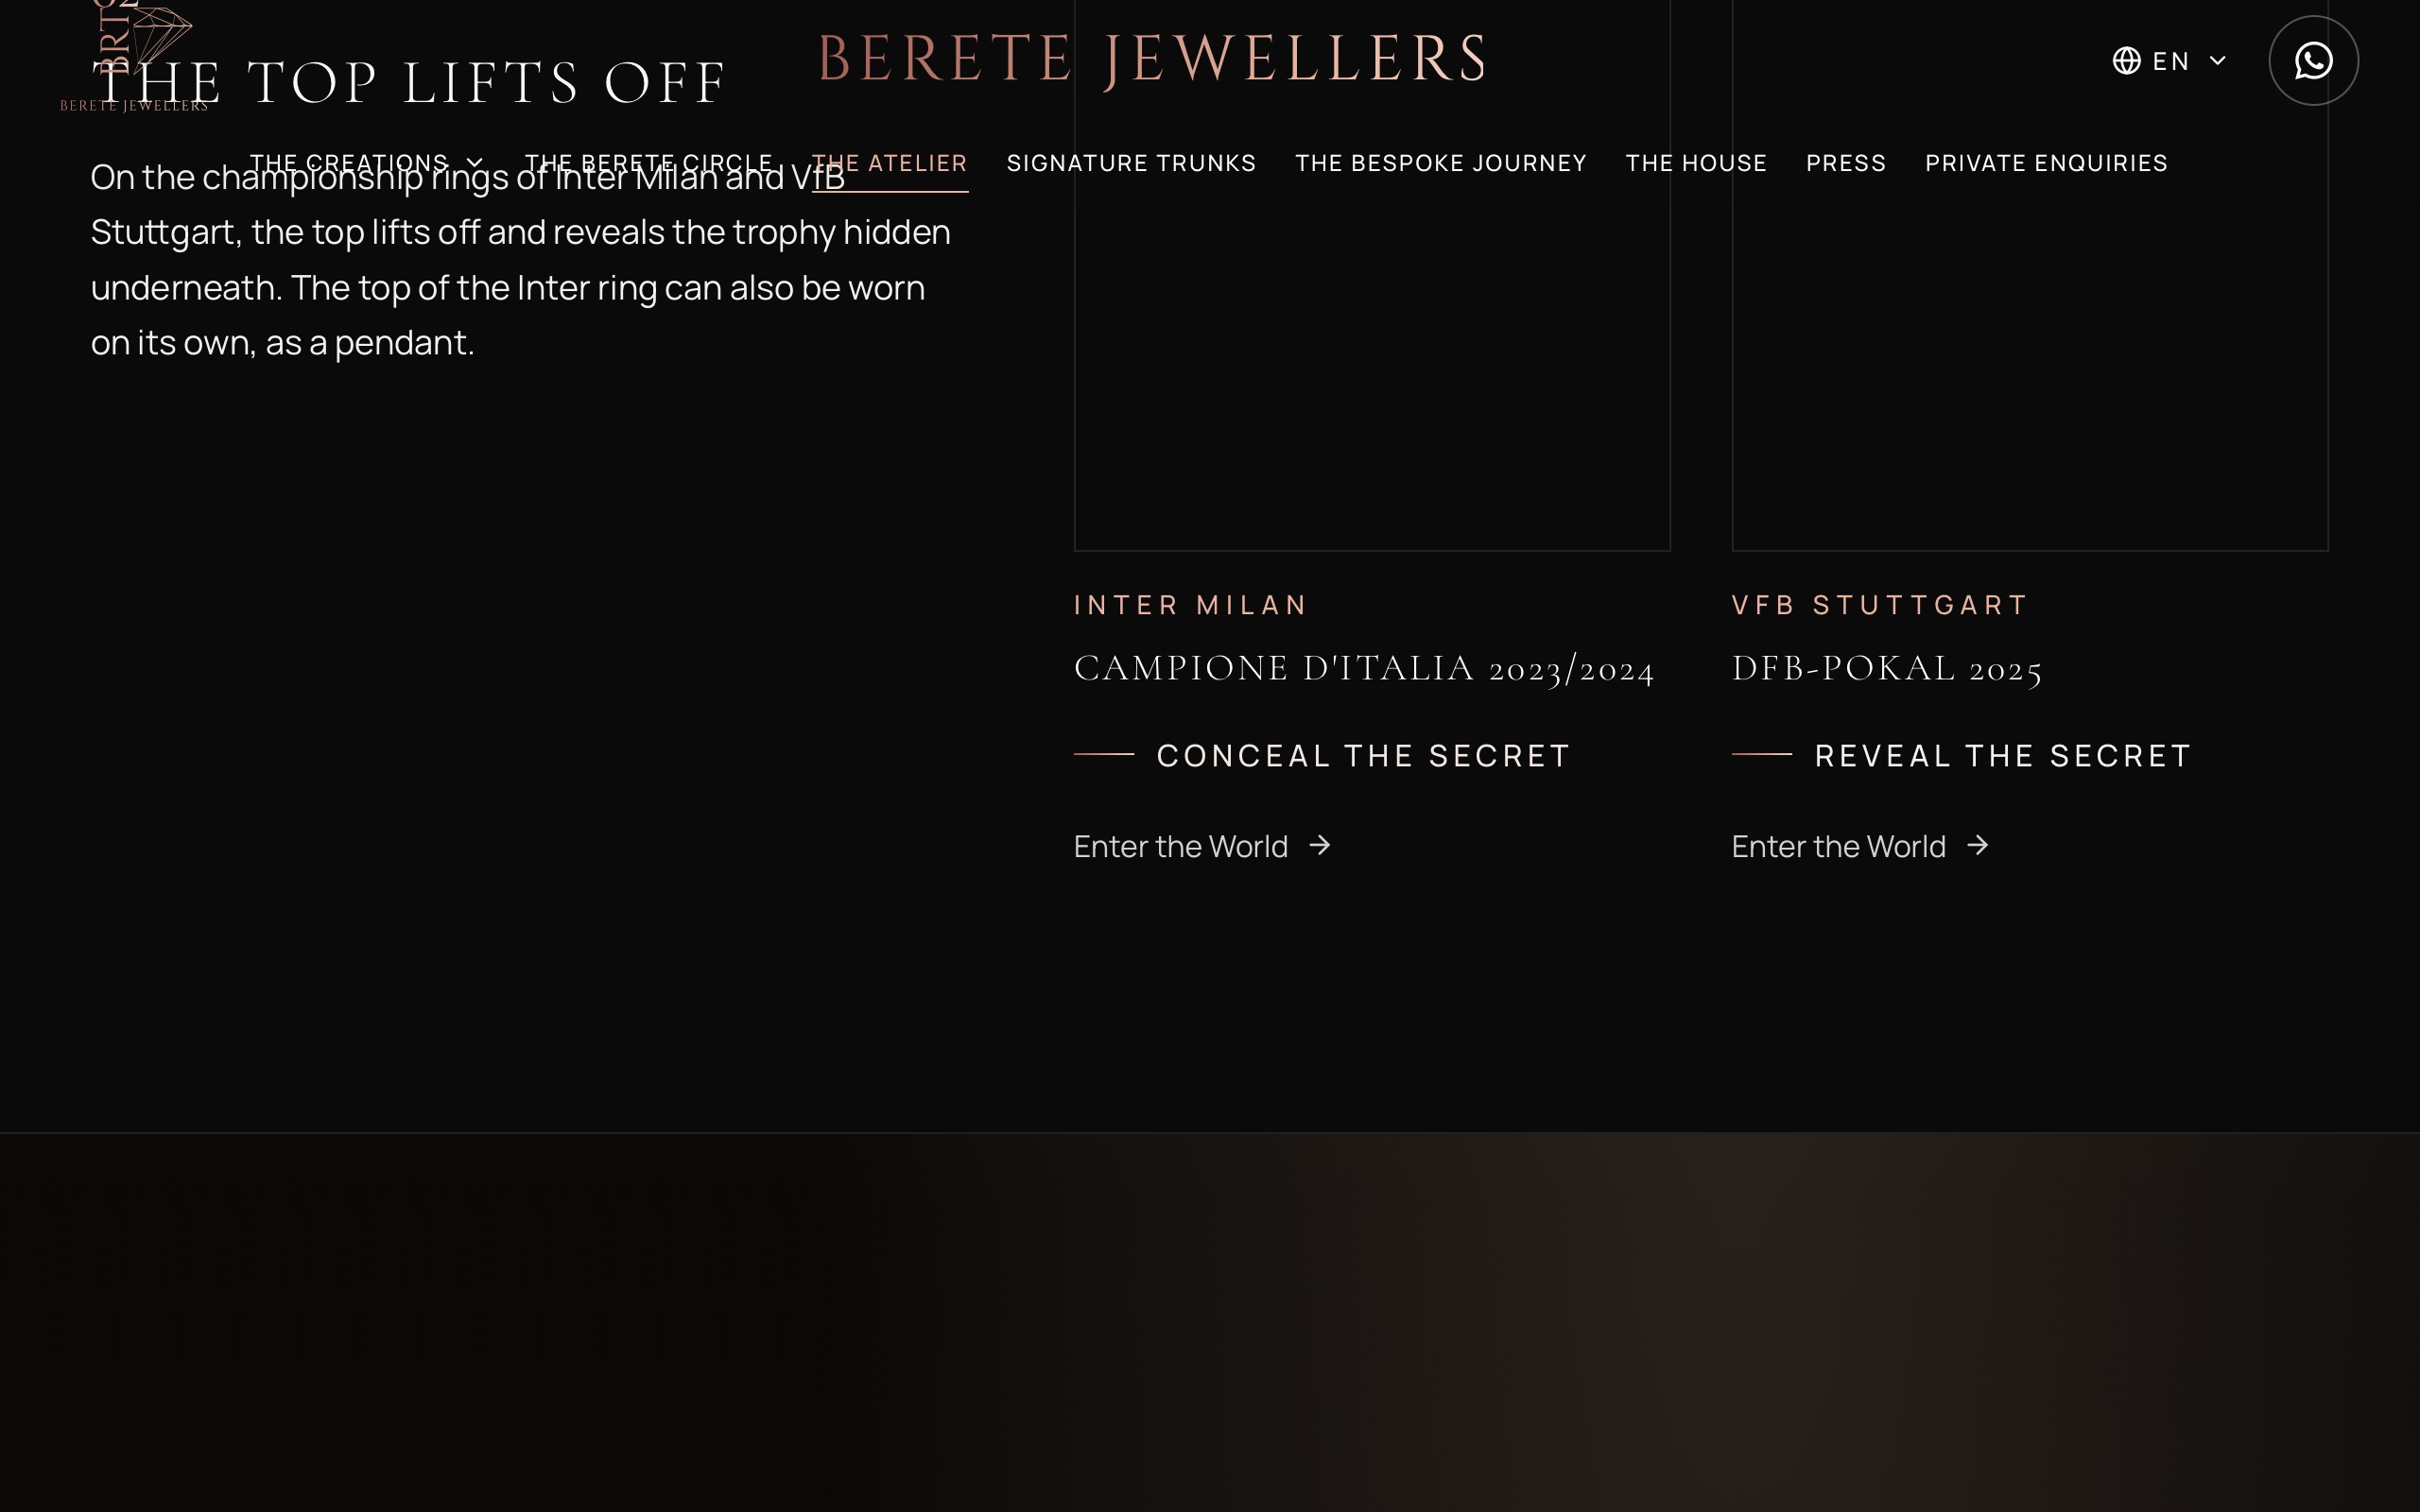 BRT
BERETE JEWELLERS
BERETE JEWELLERS
EN
THE CREATIONS
THE BERETE CIRCLE
THE ATELIER
SIGNATURE TRUNKS
THE BESPOKE JOURNEY
THE HOUSE
PRESS
PRIVATE ENQUIRIES
THE TOP LIFTS OFF
On the championship rings of Inter Milan and VfB
Stuttgart, the top lifts off and reveals the trophy hidden
underneath. The top of the Inter ring can also be worn
on its own, as a pendant.
INTER MILAN
CAMPIONE D'ITALIA 2023/2024
CONCEAL THE SECRET
Enter the World
VFB STUTTGART
DFB-POKAL 2025
REVEAL THE SECRET
Enter the World